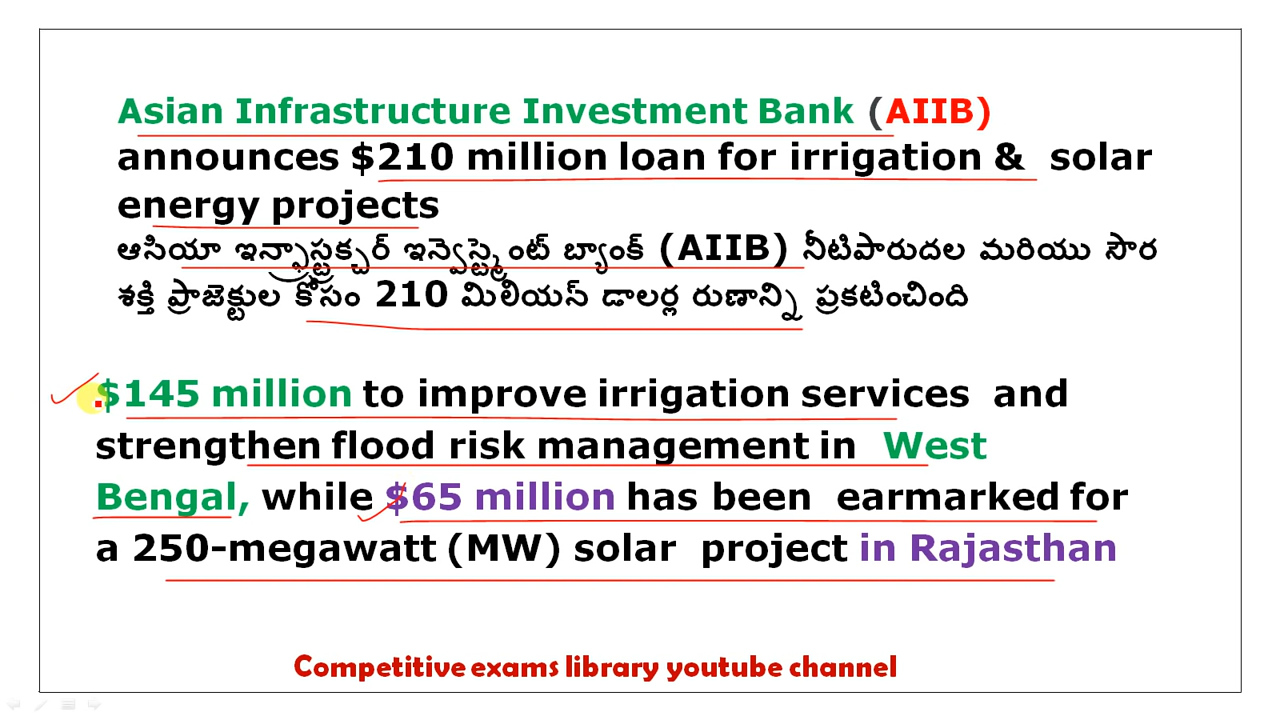 Asian Infrastructure Investment Bank (AIIB)
announces $210 million loan for irrigation & solar
energy projects
ఆసియా ఇన్ఫ్రాస్ట్రక్చర్ ఇన్వెస్ట్మెంట్ బ్యాంక్ (AIIB) నీటిపారుదల మరియు సౌర
శక్తి ప్రాజెక్టుల కోసం 210 మిలియన్ డాలర్ల రుణాన్ని ప్రకటించింది
$145 million to improve irrigation services and
strengthen flood risk management in West
Bengal, while $65 million has been earmarked for
a 250-megawatt (MW) solar project in Rajasthan
Competitive exams library youtube channel